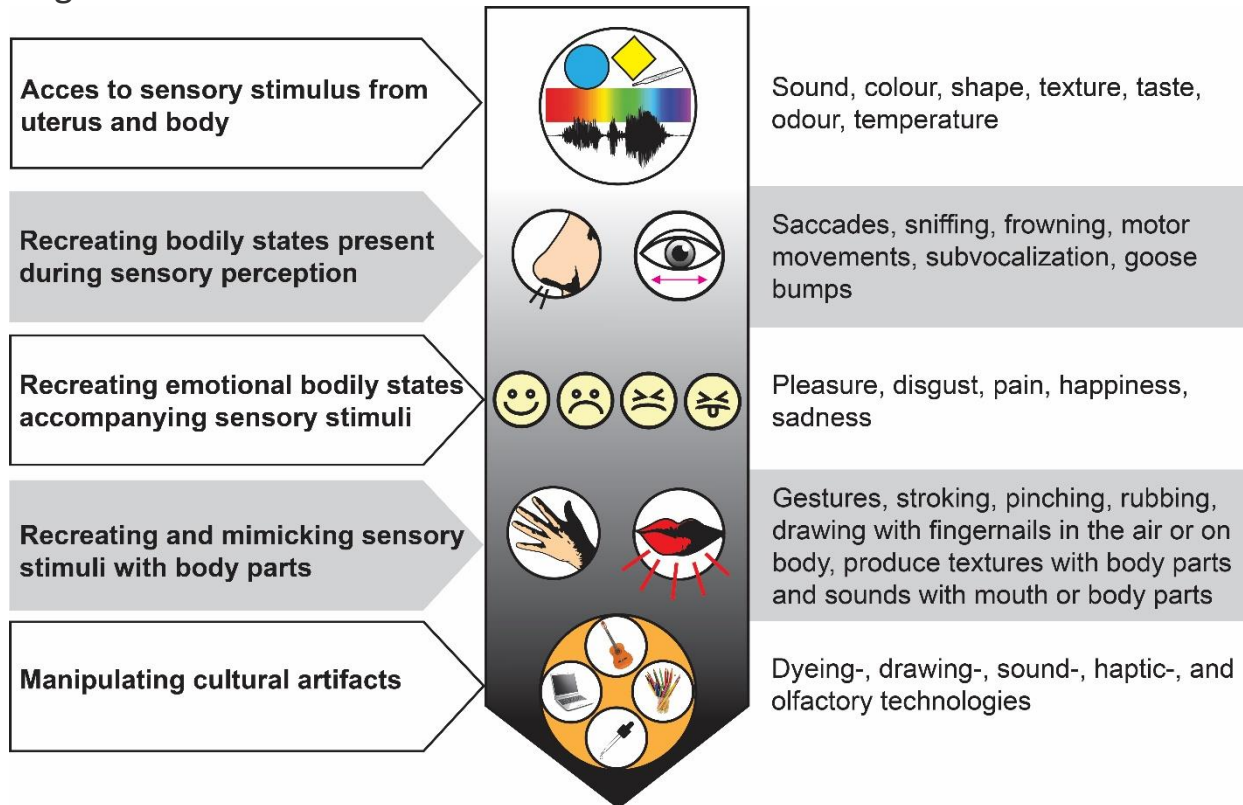 Acces to sensory stimulus from
uterus and body
Sound, colour, shape, texture, taste,
odour, temperature
Recreating bodily states present
during sensory perception
Saccades, sniffing, frowning, motor
movements, subvocalization, goose
bumps
Recreating emotional bodily states
accompanying sensory stimuli
Pleasure, disgust, pain, happiness,
sadness
Recreating and mimicking sensory
stimuli with body parts
Gestures, stroking, pinching, rubbing,
drawing with fingernails in the air or on
body, produce textures with body parts
and sounds with mouth or body parts
Manipulating cultural artifacts
Dyeing-, drawing-, sound-, haptic-, and
olfactory technologies